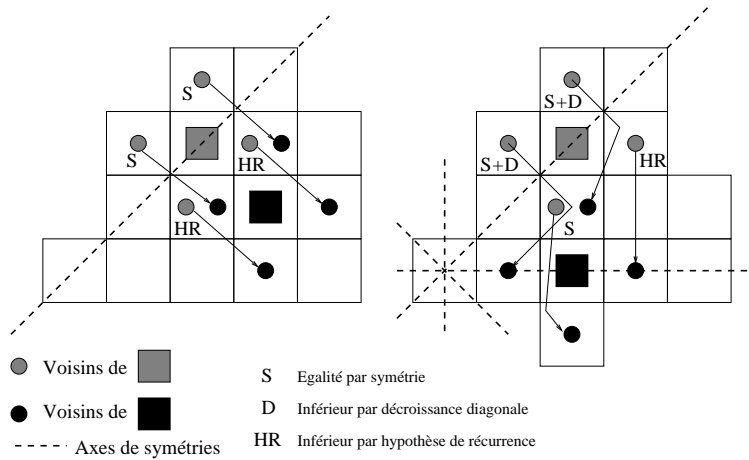 S
S+D
S
HR
S+D
HR
HR
S
Voisins de
S Egalité par symétrie
Voisins de
D Inférieur par décroissance diagonale
Axes de symétries
HR Inférieur par hypothèse de récurrence